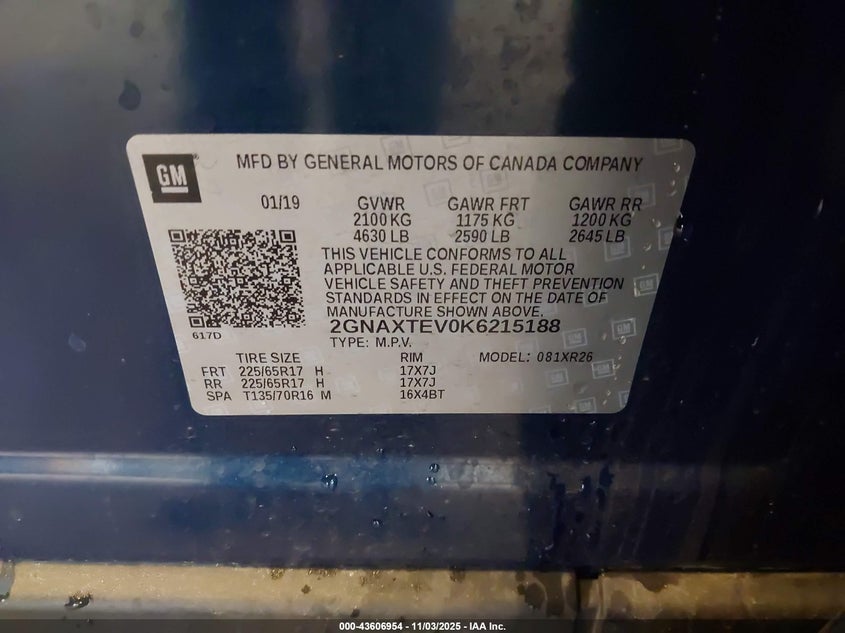 GM
MFD BY GENERAL MOTORS OF CANADA COMPANY
01/19 GVWR GAWR FRT GAWR RR
2100 KG 1175 KG 1200 KG
4630 LB 2590 LB 2645 LB
THIS VEHICLE CONFORMS TO ALL
APPLICABLE U.S. FEDERAL MOTOR
VEHICLE SAFETY AND THEFT PREVENTION
STANDARDS IN EFFECT ON THE DATE OF
MANUFACTURE SHOWN ABOVE.
2GNAXTEV0K6215188
617D
TYPE: M.P.V.
TIRE SIZE RIM MODEL: 081XR26
FRT 225/65R17 H 17X7J
RR 225/65R17 H 17X7J
SPA T135/70R16 M 16X4BT
000-43606954 - 11/03/2025 - IAA Inc.